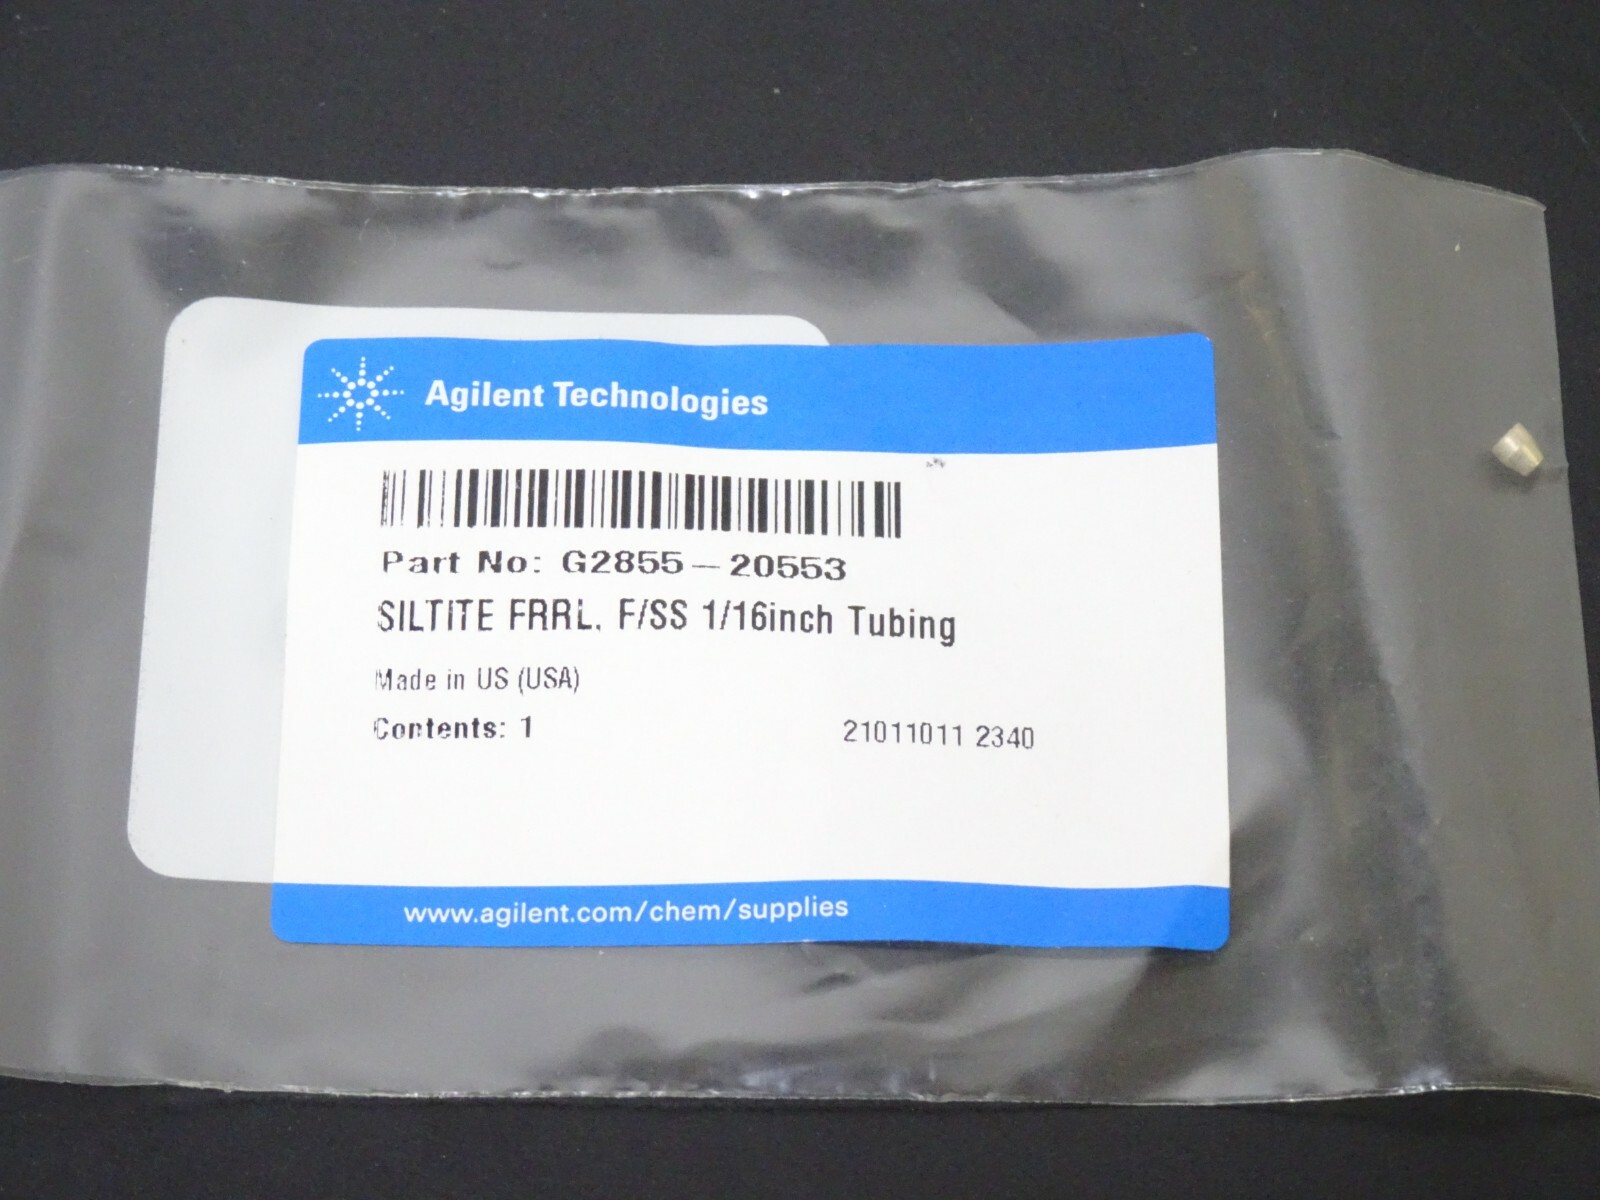 Agilent Technologies
Part No: G2855-20553
SILTITE FRRL, F/SS 1/16inch Tubing
Made in US (USA)
Contents: 1
21011011 2340
www.agilent.com/chem/supplies